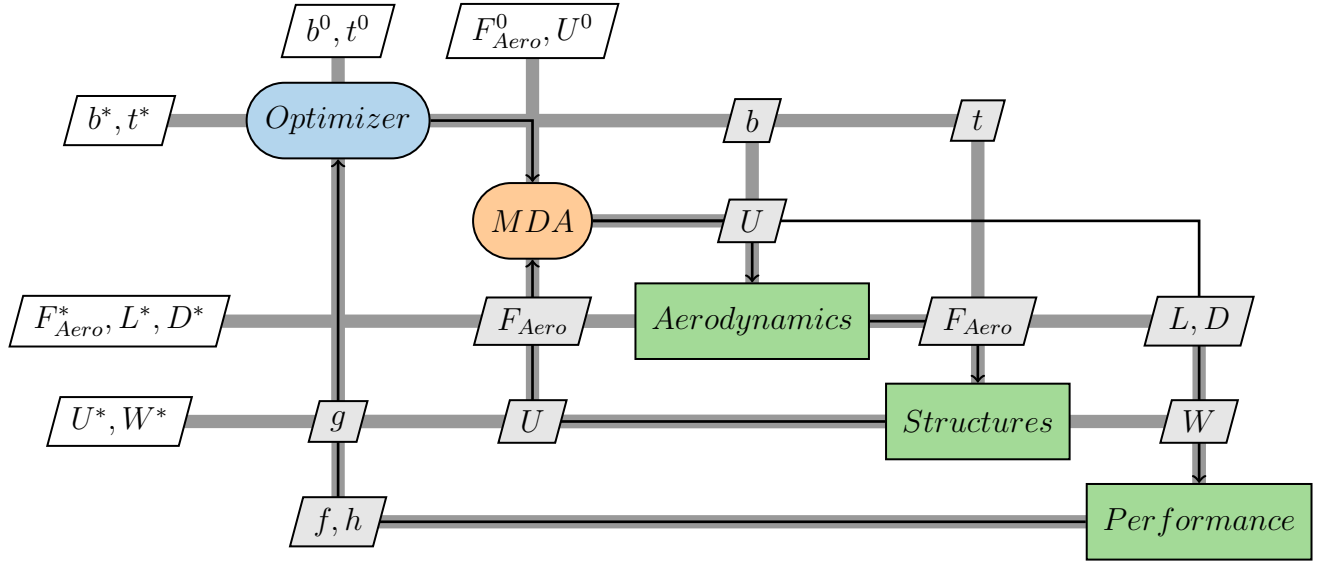 b⁰, t⁰
F⁰_Aero, U⁰
b*, t*
Optimizer
b
t
MDA
U
F*_Aero, L*, D*
F_Aero
Aerodynamics
F_Aero
L, D
U*, W*
g
U
Structures
W
f, h
Performance